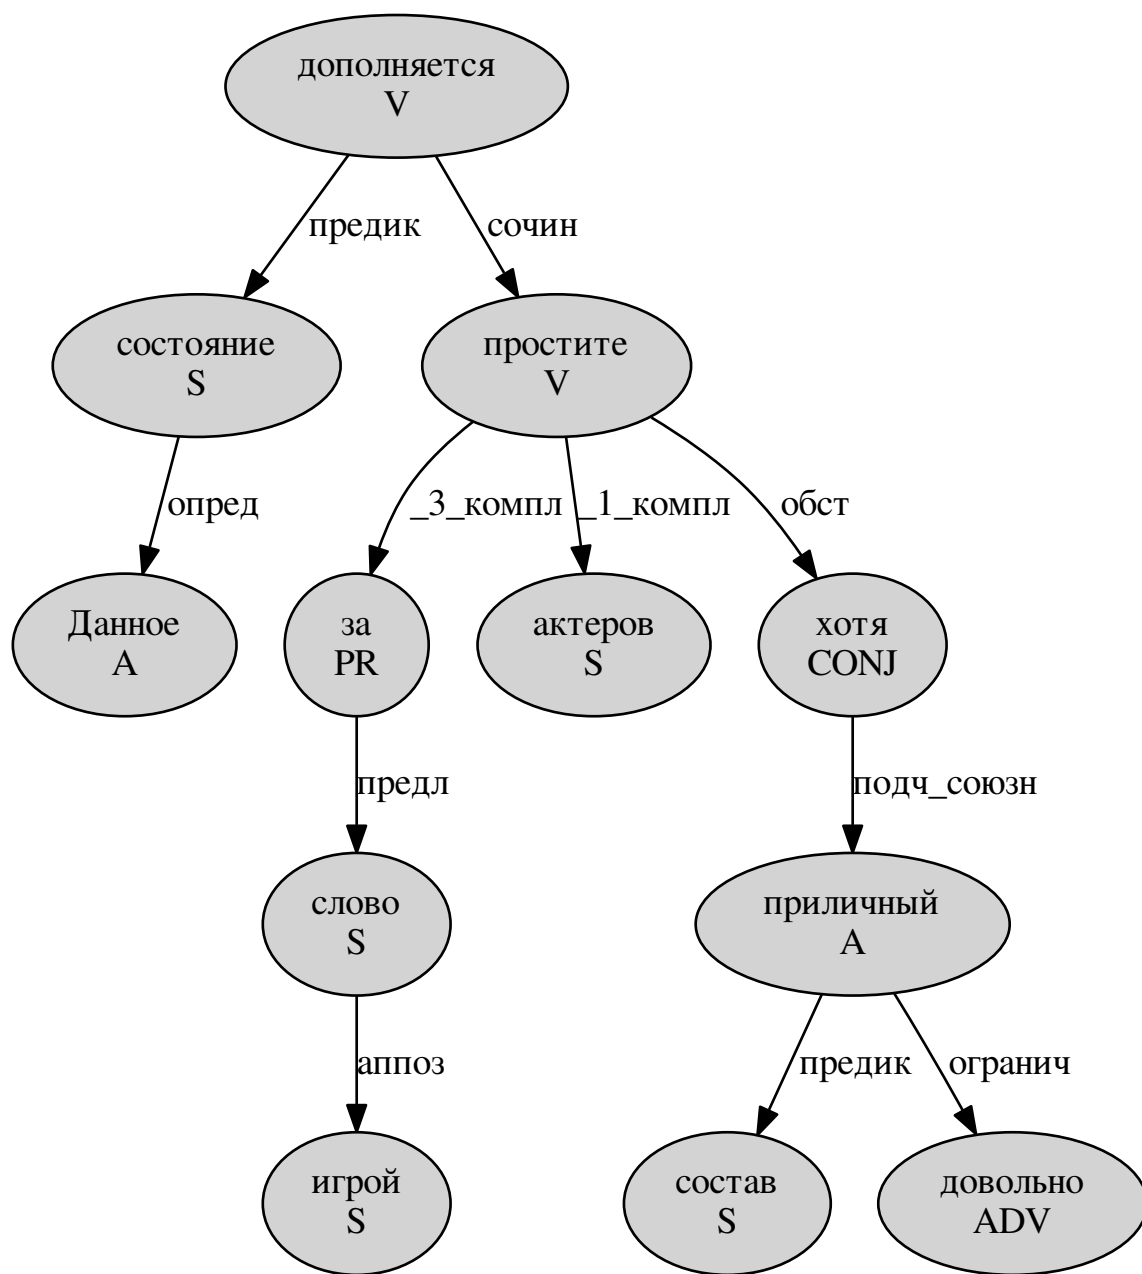 дополняется
V
предик
сочин
состояние
S
простите
V
опред
_3_компл
_1_компл
обст
Данное
A
за
PR
актеров
S
хотя
CONJ
предл
подч_союзн
слово
S
приличный
A
аппоз
предик
огранич
игрой
S
состав
S
довольно
ADV